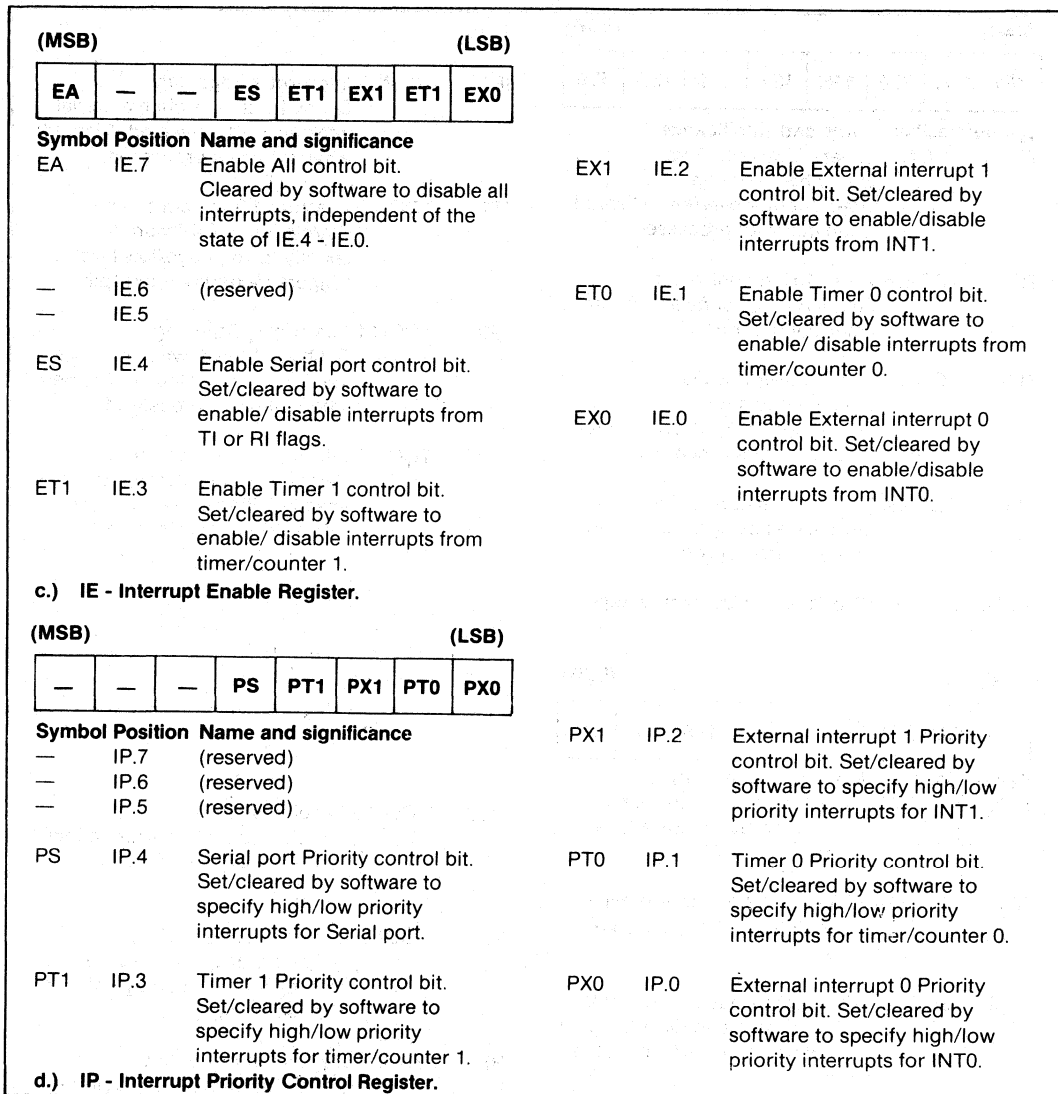 (MSB) (LSB)
EA — — ES ET1 EX1 ET1 EX0
Symbol Position Name and significance
EA IE.7 Enable All control bit.
Cleared by software to disable all
interrupts, independent of the
state of IE.4 - IE.0.
— IE.6 (reserved)
— IE.5
ES IE.4 Enable Serial port control bit.
Set/cleared by software to
enable/ disable interrupts from
TI or RI flags.
ET1 IE.3 Enable Timer 1 control bit.
Set/cleared by software to
enable/ disable interrupts from
timer/counter 1.
EX1 IE.2 Enable External interrupt 1
control bit. Set/cleared by
software to enable/disable
interrupts from INT1.
ET0 IE.1 Enable Timer 0 control bit.
Set/cleared by software to
enable/ disable interrupts from
timer/counter 0.
EX0 IE.0 Enable External interrupt 0
control bit. Set/cleared by
software to enable/disable
interrupts from INT0.
c.) IE - Interrupt Enable Register.
(MSB) (LSB)
— — — PS PT1 PX1 PT0 PX0
Symbol Position Name and significance
— IP.7 (reserved)
— IP.6 (reserved)
— IP.5 (reserved)
PS IP.4 Serial port Priority control bit.
Set/cleared by software to
specify high/low priority
interrupts for Serial port.
PT1 IP.3 Timer 1 Priority control bit.
Set/cleared by software to
specify high/low priority
interrupts for timer/counter 1.
PX1 IP.2 External interrupt 1 Priority
control bit. Set/cleared by
software to specify high/low
priority interrupts for INT1.
PT0 IP.1 Timer 0 Priority control bit.
Set/cleared by software to
specify high/low priority
interrupts for timer/counter 0.
PX0 IP.0 External interrupt 0 Priority
control bit. Set/cleared by
software to specify high/low
priority interrupts for INT0.
d.) IP - Interrupt Priority Control Register.